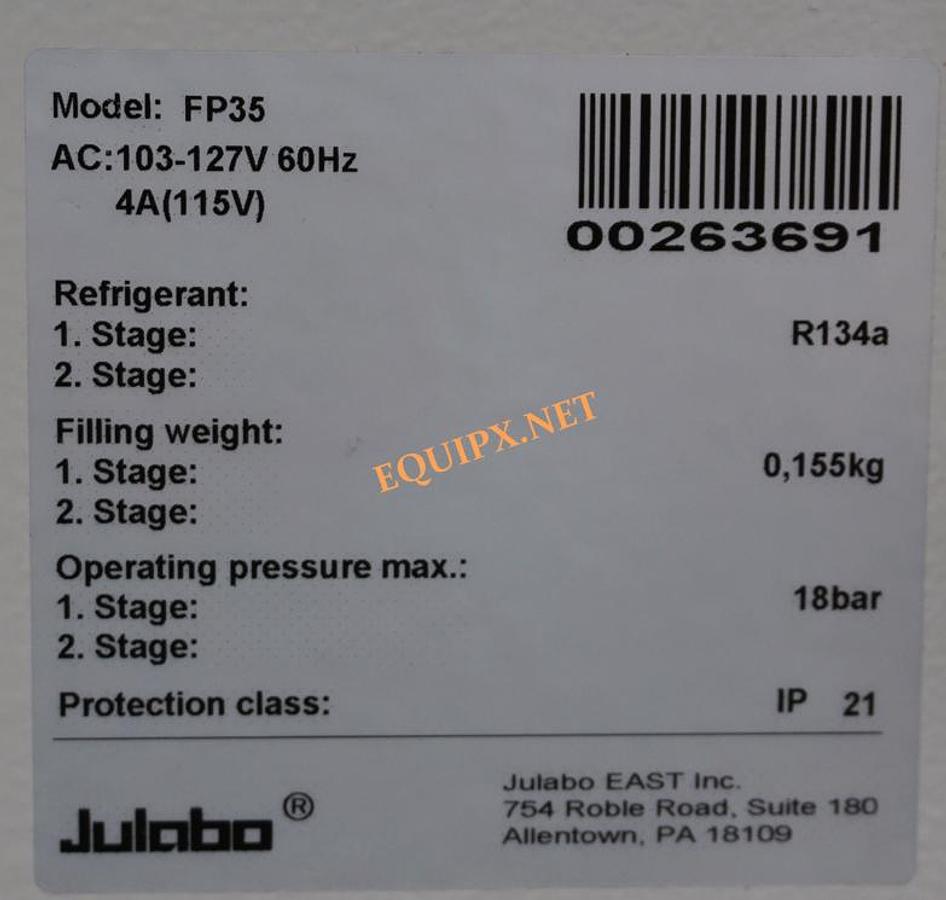 Model: FP35
AC:103-127V 60Hz
4A(115V)
00263691
Refrigerant:
1. Stage: R134a
2. Stage:
Filling weight:
1. Stage: 0,155kg
2. Stage:
EQUIPX.NET
Operating pressure max.:
1. Stage: 18bar
2. Stage:
Protection class: IP 21
Julabo ®
Julabo EAST Inc.
754 Roble Road, Suite 180
Allentown, PA 18109